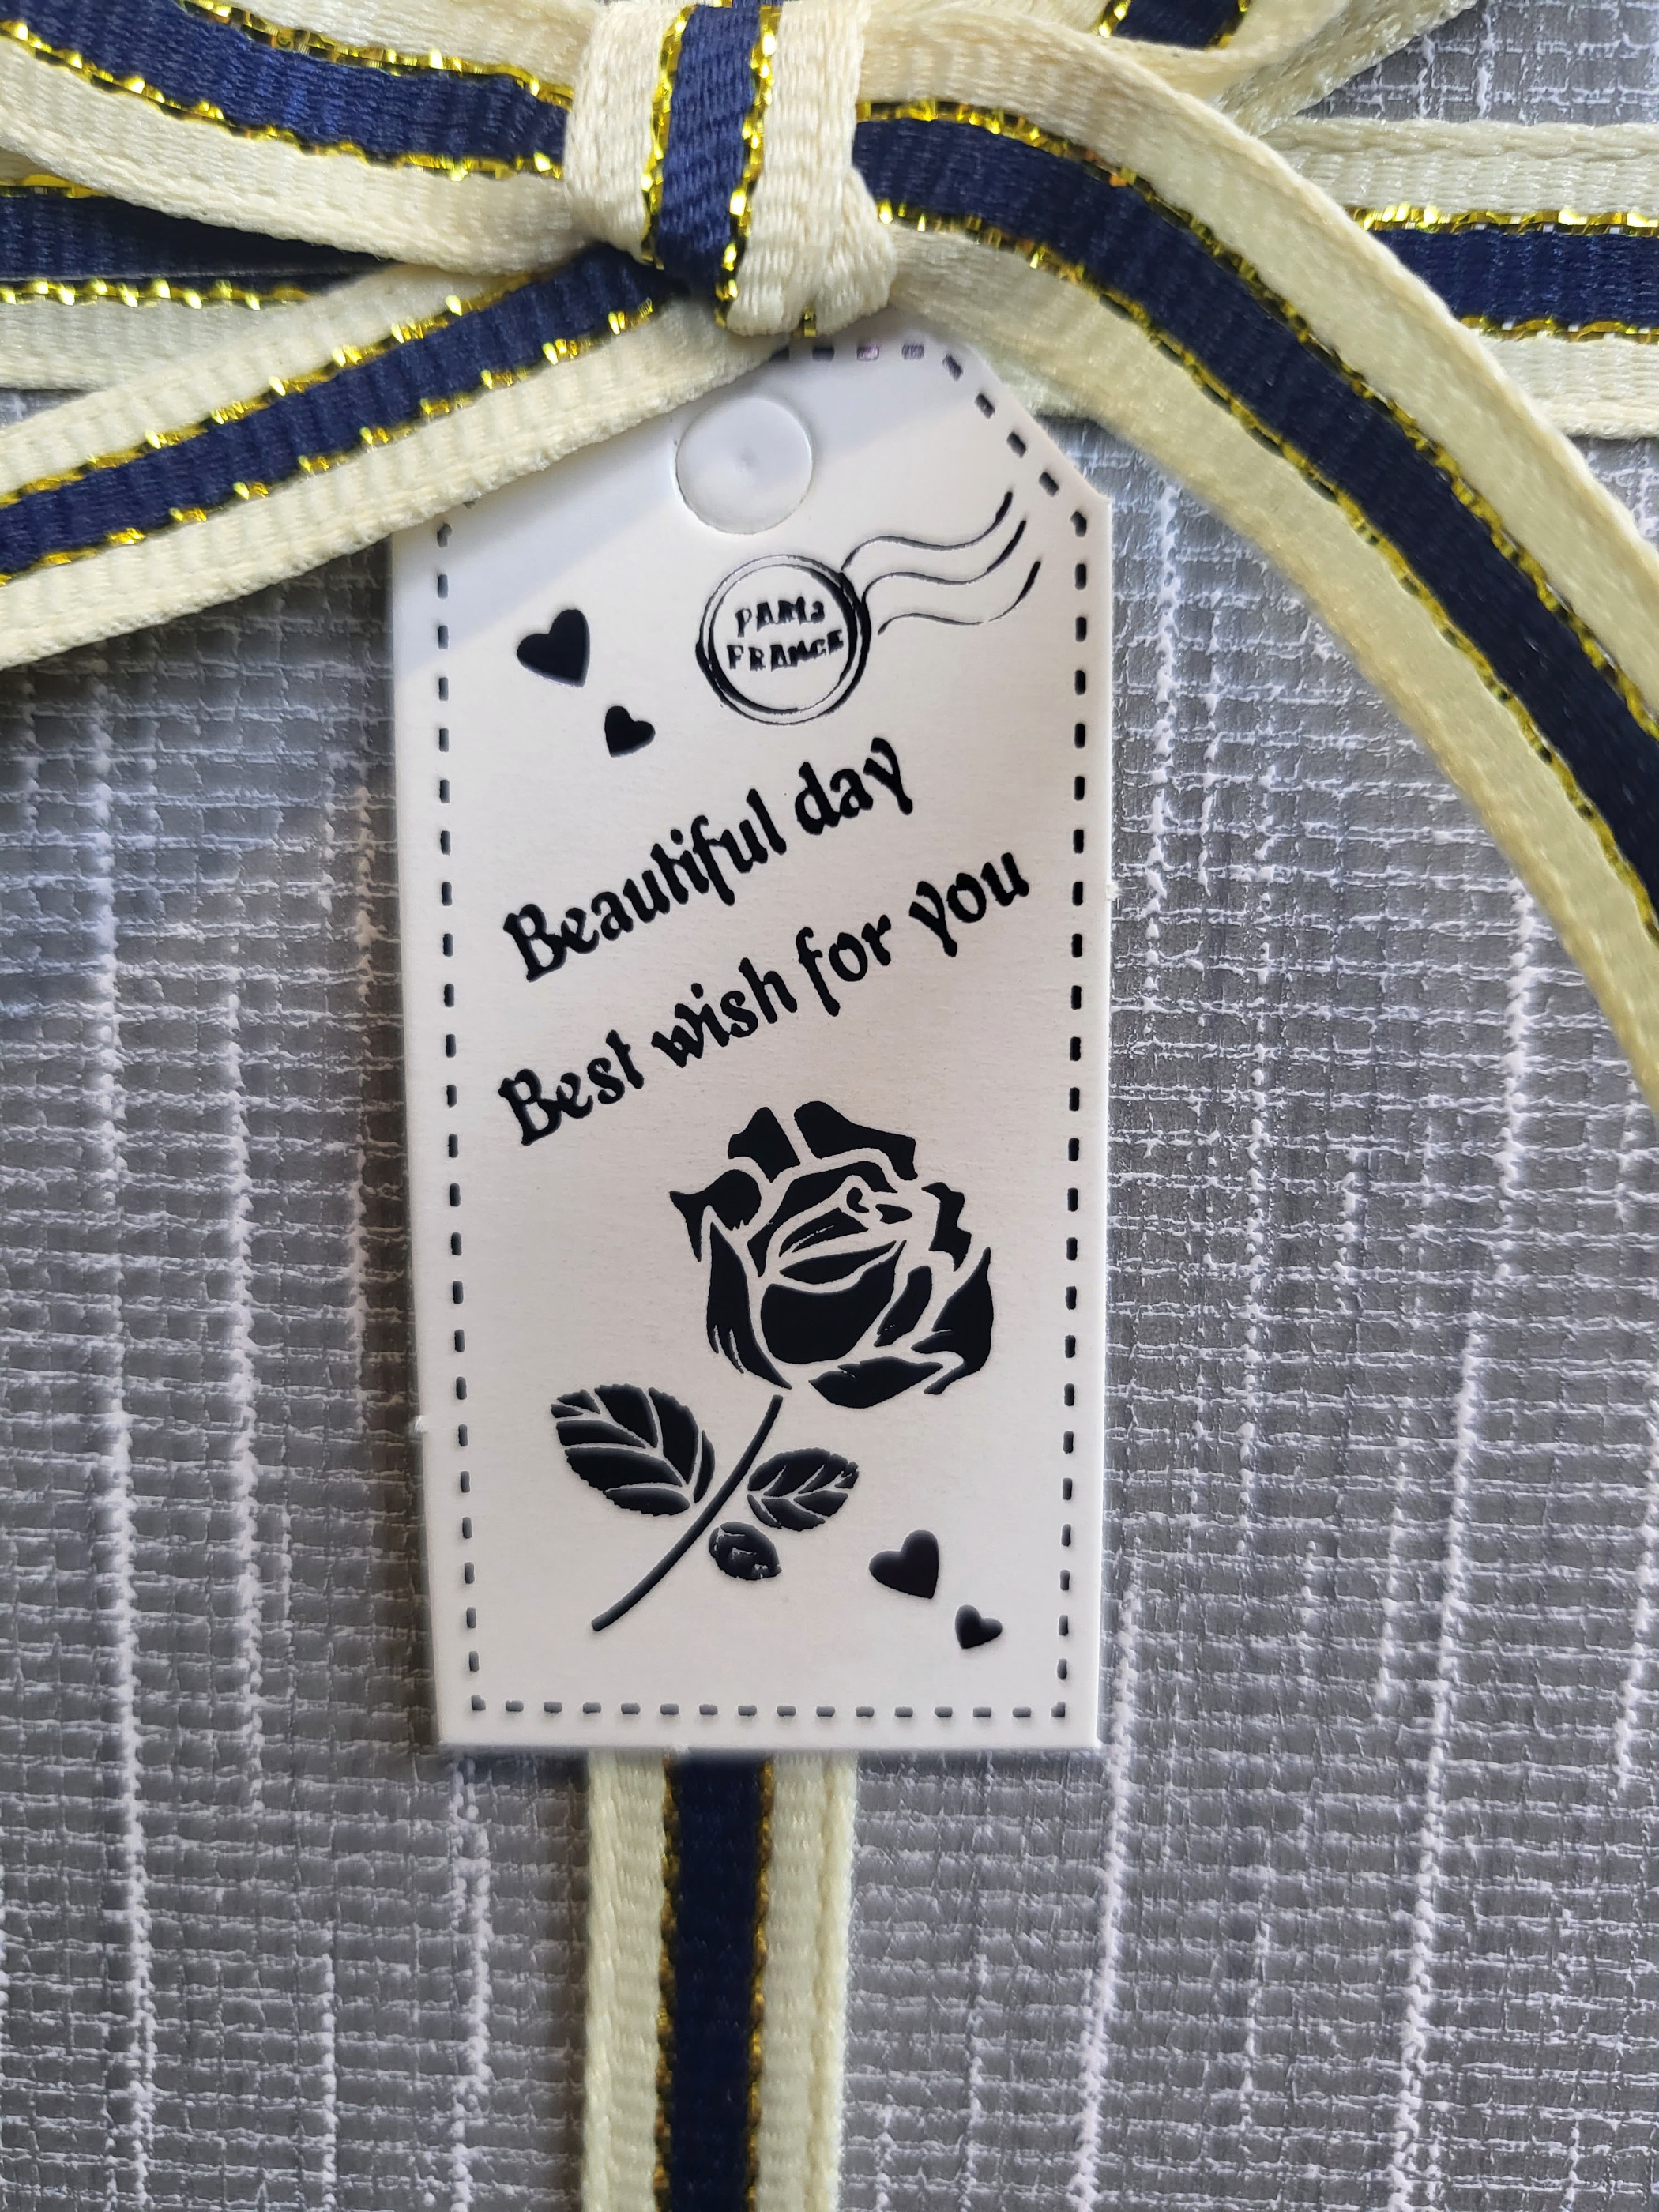 PARIS
FRANCE
Beautiful day
Best wish for you